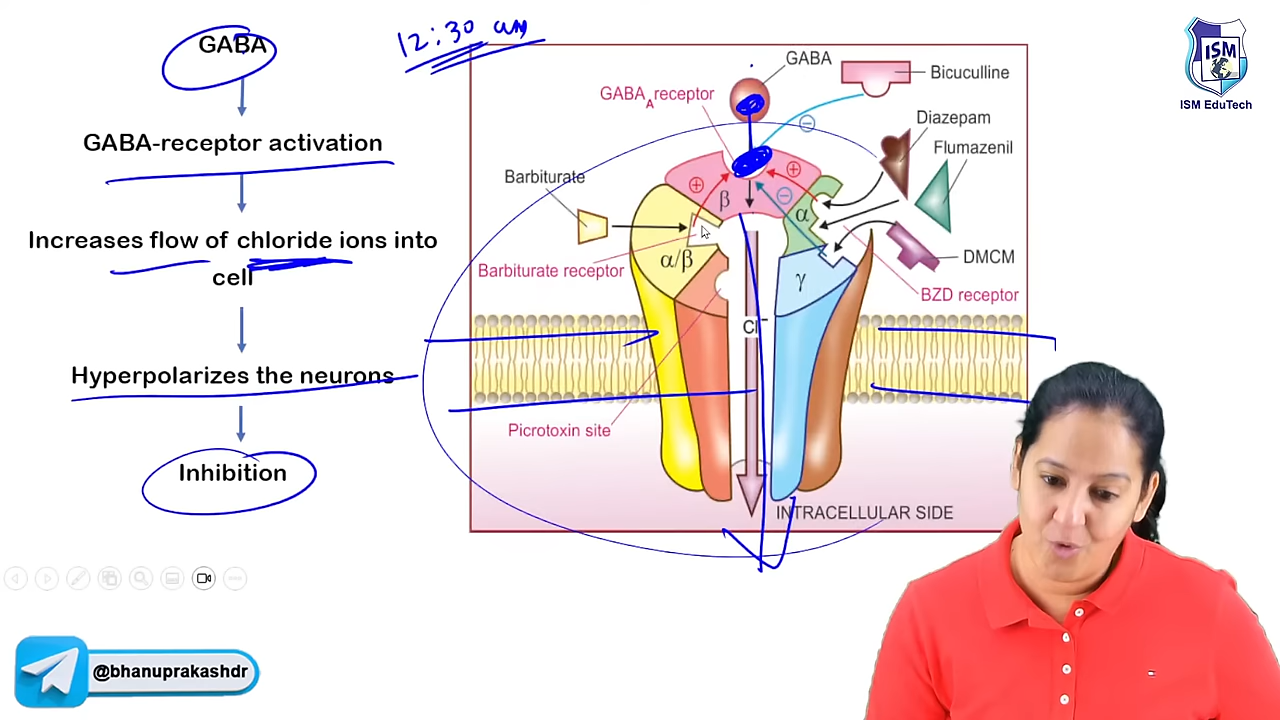 GABA
GABA-receptor activation
Increases flow of chloride ions into
cell
Hyperpolarizes the neurons
Inhibition
12:30 am
GABA
GABA A receptor
Bicuculline
Diazepam
Flumazenil
Barbiturate
β
α
α/β
γ
Barbiturate receptor
DMCM
BZD receptor
Cl⁻
Picrotoxin site
INTRACELLULAR SIDE
ISM
ISM EduTech
@bhanuprakashdr